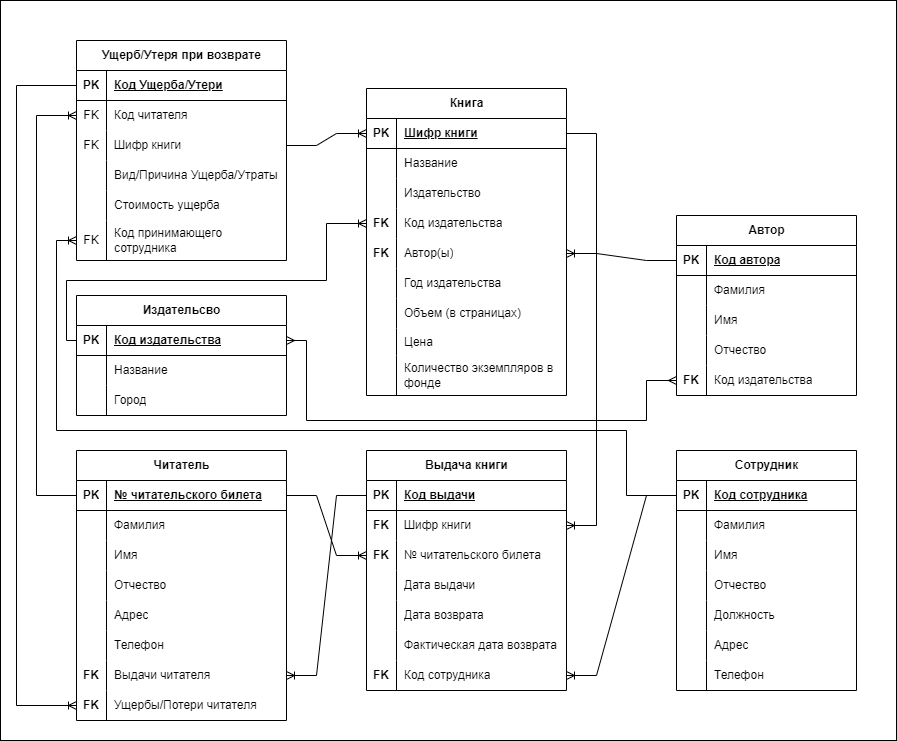 Ущерб/Утеря при возврате
PK Код Ущерба/Утери
FK Код читателя
FK Шифр книги
Вид/Причина Ущерба/Утраты
Стоимость ущерба
FK Код принимающего
сотрудника
Книга
PK Шифр книги
Название
Издательство
FK Код издательства
FK Автор(ы)
Год издательства
Объем (в страницах)
Цена
Количество экземпляров в
фонде
Автор
PK Код автора
Фамилия
Имя
Отчество
FK Код издательства
Издательсво
PK Код издательства
Название
Город
Читатель
PK № читательского билета
Фамилия
Имя
Отчество
Адрес
Телефон
FK Выдачи читателя
FK Ущербы/Потери читателя
Выдача книги
PK Код выдачи
FK Шифр книги
FK № читательского билета
Дата выдачи
Дата возврата
Фактическая дата возврата
FK Код сотрудника
Сотрудник
PK Код сотрудника
Фамилия
Имя
Отчество
Должность
Адрес
Телефон